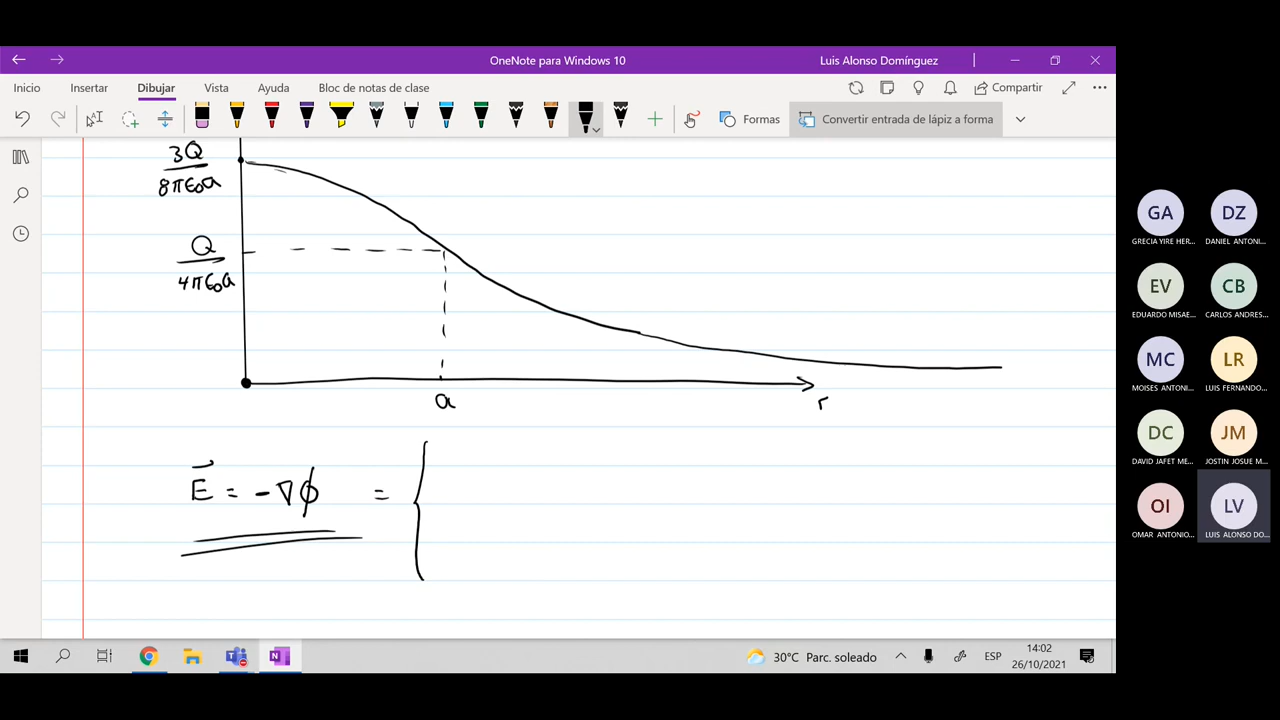 OneNote para Windows 10
Luis Alonso Domínguez
Inicio
Insertar
Dibujar
Vista
Ayuda
Bloc de notas de clase
Compartir
Formas
Convertir entrada de lápiz a forma
3Q
8πε₀a
Q
4πε₀a
a
r
E⃗ = -∇ϕ = {
GA
GRECIA YIRE HER...
DZ
DANIEL ANTONI...
EV
EDUARDO MISAE...
CB
CARLOS ANDRES...
MC
MOISES ANTONI...
LR
LUIS FERNANDO...
DC
DAVID JAFET ME...
JM
JOSTIN JOSUE M...
OI
OMAR ANTONIO...
LV
LUIS ALONSO DO...
30°C Parc. soleado
ESP
14:02
26/10/2021